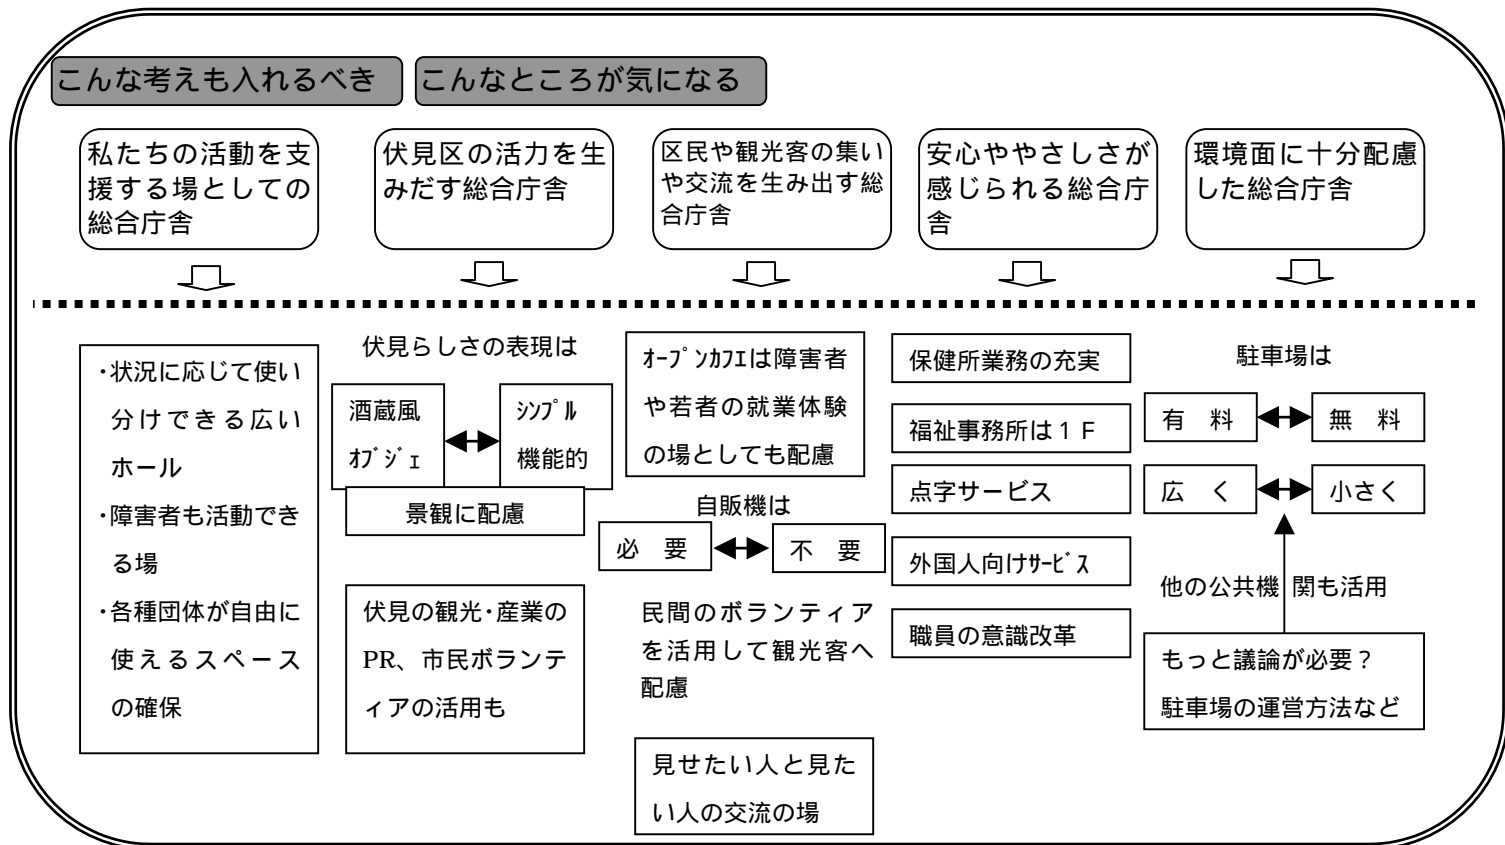 こんな考えも入れるべき
こんなところが気になる
私たちの活動を支
援する場としての
総合庁舎
伏見区の活力を生
みだす総合庁舎
区民や観光客の集い
や交流を生み出す総
合庁舎
安心ややさしさが
感じられる総合庁
舎
環境面に十分配慮
した総合庁舎
・状況に応じて使い
分けできる広い
ホール
・障害者も活動でき
る場
・各種団体が自由に
使えるスペース
の確保
伏見らしさの表現は
酒蔵風
ｵﾌﾞｼﾞｪ
ｼﾝﾌﾟﾙ
機能的
景観に配慮
伏見の観光・産業の
PR、市民ボランテ
ィアの活用も
ｵｰﾌﾟﾝｶﾌｴは障害者
や若者の就業体験
の場としても配慮
自販機は
必　要
不　要
民間のボランティア
を活用して観光客へ
配慮
見せたい人と見た
い人の交流の場
保健所業務の充実
福祉事務所は１Ｆ
点字サービス
外国人向けｻｰﾋﾞｽ
職員の意識改革
駐車場は
有　料
無　料
広　く
小さく
他の公共機関も活用
もっと議論が必要？
駐車場の運営方法など